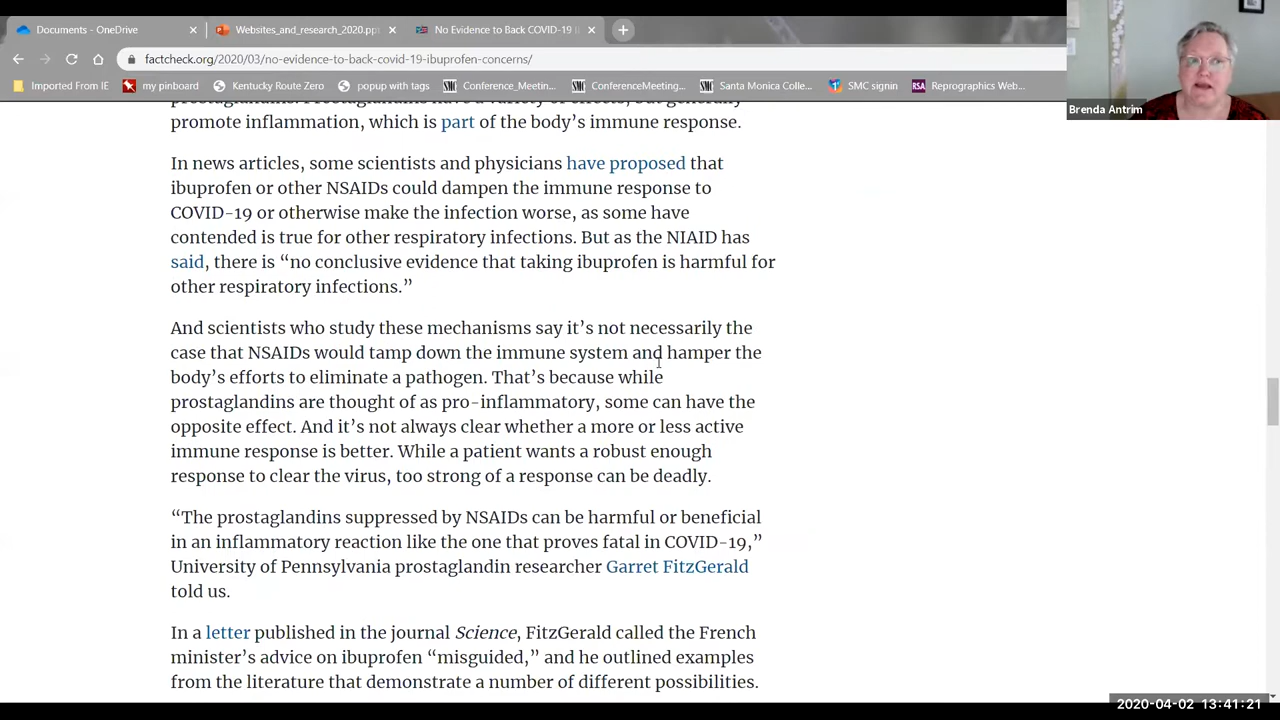 Documents - OneDrive
Websites_and_research_2020.pp
No Evidence to Back COVID-19 I
factcheck.org/2020/03/no-evidence-to-back-covid-19-ibuprofen-concerns/
Imported From IE
my pinboard
Kentucky Route Zero
popup with tags
Conference_Meeting...
ConferenceMeeting...
Santa Monica Colle...
SMC signin
Reprographics Web...
Brenda Antrim
prostaglandins. Prostaglandins have a variety of effects, but generally
promote inflammation, which is part of the body’s immune response.
In news articles, some scientists and physicians have proposed that
ibuprofen or other NSAIDs could dampen the immune response to
COVID-19 or otherwise make the infection worse, as some have
contended is true for other respiratory infections. But as the NIAID has
said, there is “no conclusive evidence that taking ibuprofen is harmful for
other respiratory infections.”
And scientists who study these mechanisms say it’s not necessarily the
case that NSAIDs would tamp down the immune system and hamper the
body’s efforts to eliminate a pathogen. That’s because while
prostaglandins are thought of as pro-inflammatory, some can have the
opposite effect. And it’s not always clear whether a more or less active
immune response is better. While a patient wants a robust enough
response to clear the virus, too strong of a response can be deadly.
“The prostaglandins suppressed by NSAIDs can be harmful or beneficial
in an inflammatory reaction like the one that proves fatal in COVID-19,”
University of Pennsylvania prostaglandin researcher Garret FitzGerald
told us.
In a letter published in the journal Science, FitzGerald called the French
minister’s advice on ibuprofen “misguided,” and he outlined examples
from the literature that demonstrate a number of different possibilities.
2020-04-02 13:41:21